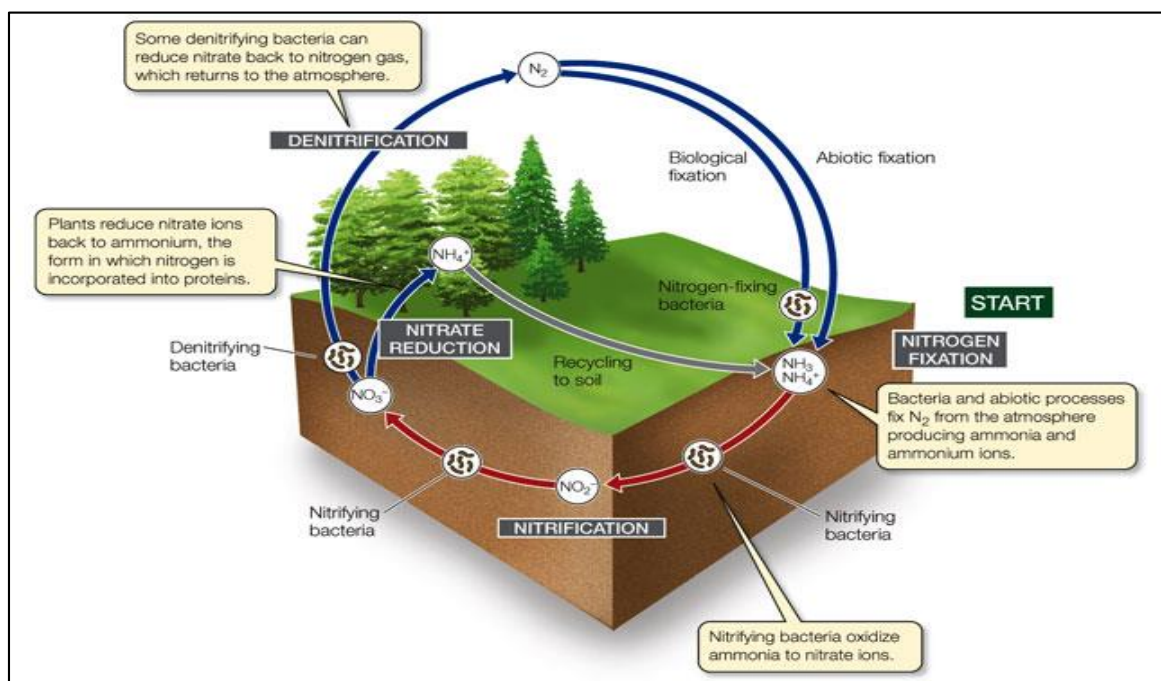 Some denitrifying bacteria can
reduce nitrate back to nitrogen gas,
which returns to the atmosphere.
N₂
DENITRIFICATION
Biological
fixation
Abiotic fixation
Plants reduce nitrate ions
back to ammonium, the
form in which nitrogen is
incorporated into proteins.
NH₄⁺
Nitrogen-fixing
bacteria
START
NITRATE
REDUCTION
NITROGEN
FIXATION
Denitrifying
bacteria
Recycling
to soil
NH₃
NH₄⁺
NO₃⁻
Bacteria and abiotic processes
fix N₂ from the atmosphere
producing ammonia and
ammonium ions.
NO₂⁻
Nitrifying
bacteria
NITRIFICATION
Nitrifying
bacteria
Nitrifying bacteria oxidize
ammonia to nitrate ions.